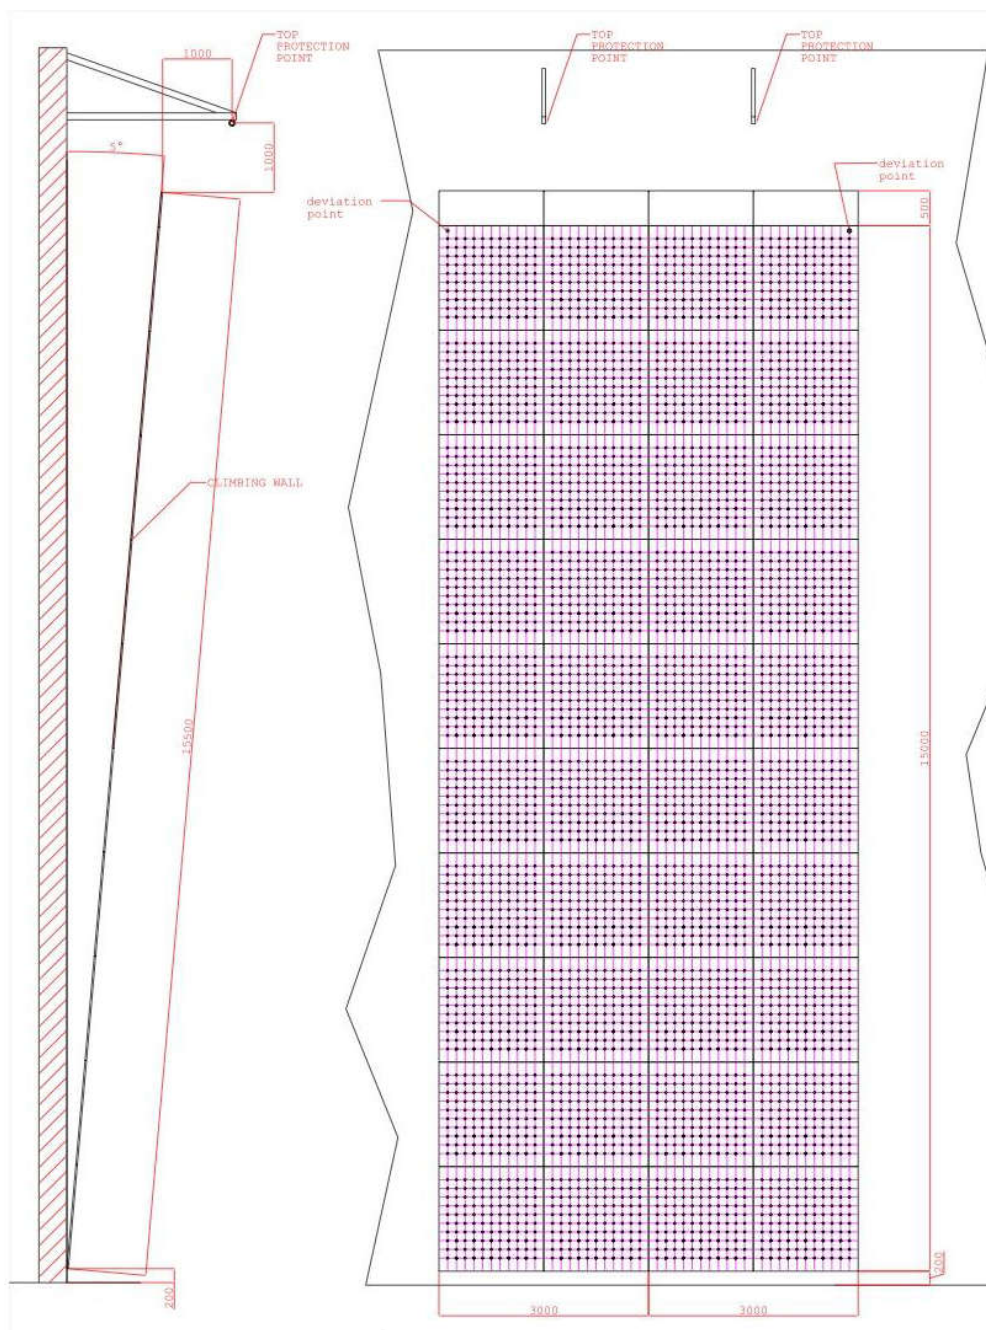 TOP
PROTECTION
POINT
TOP
PROTECTION
POINT
TOP
PROTECTION
POINT
1000
1000
5°
deviation
point
deviation
point
500
CLIMBING WALL
15500
15000
200
200
3000
3000